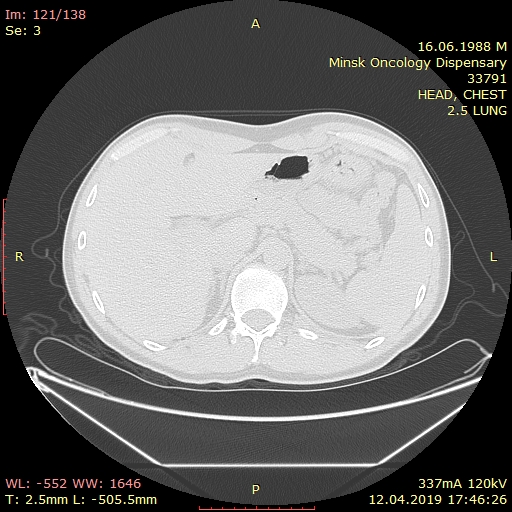 Im: 121/138
Se: 3
A
16.06.1988 M
Minsk Oncology Dispensary
33791
HEAD, CHEST
2.5 LUNG
R
L
WL: -552 WW: 1646
T: 2.5mm L: -505.5mm
P
337mA 120kV
12.04.2019 17:46:26